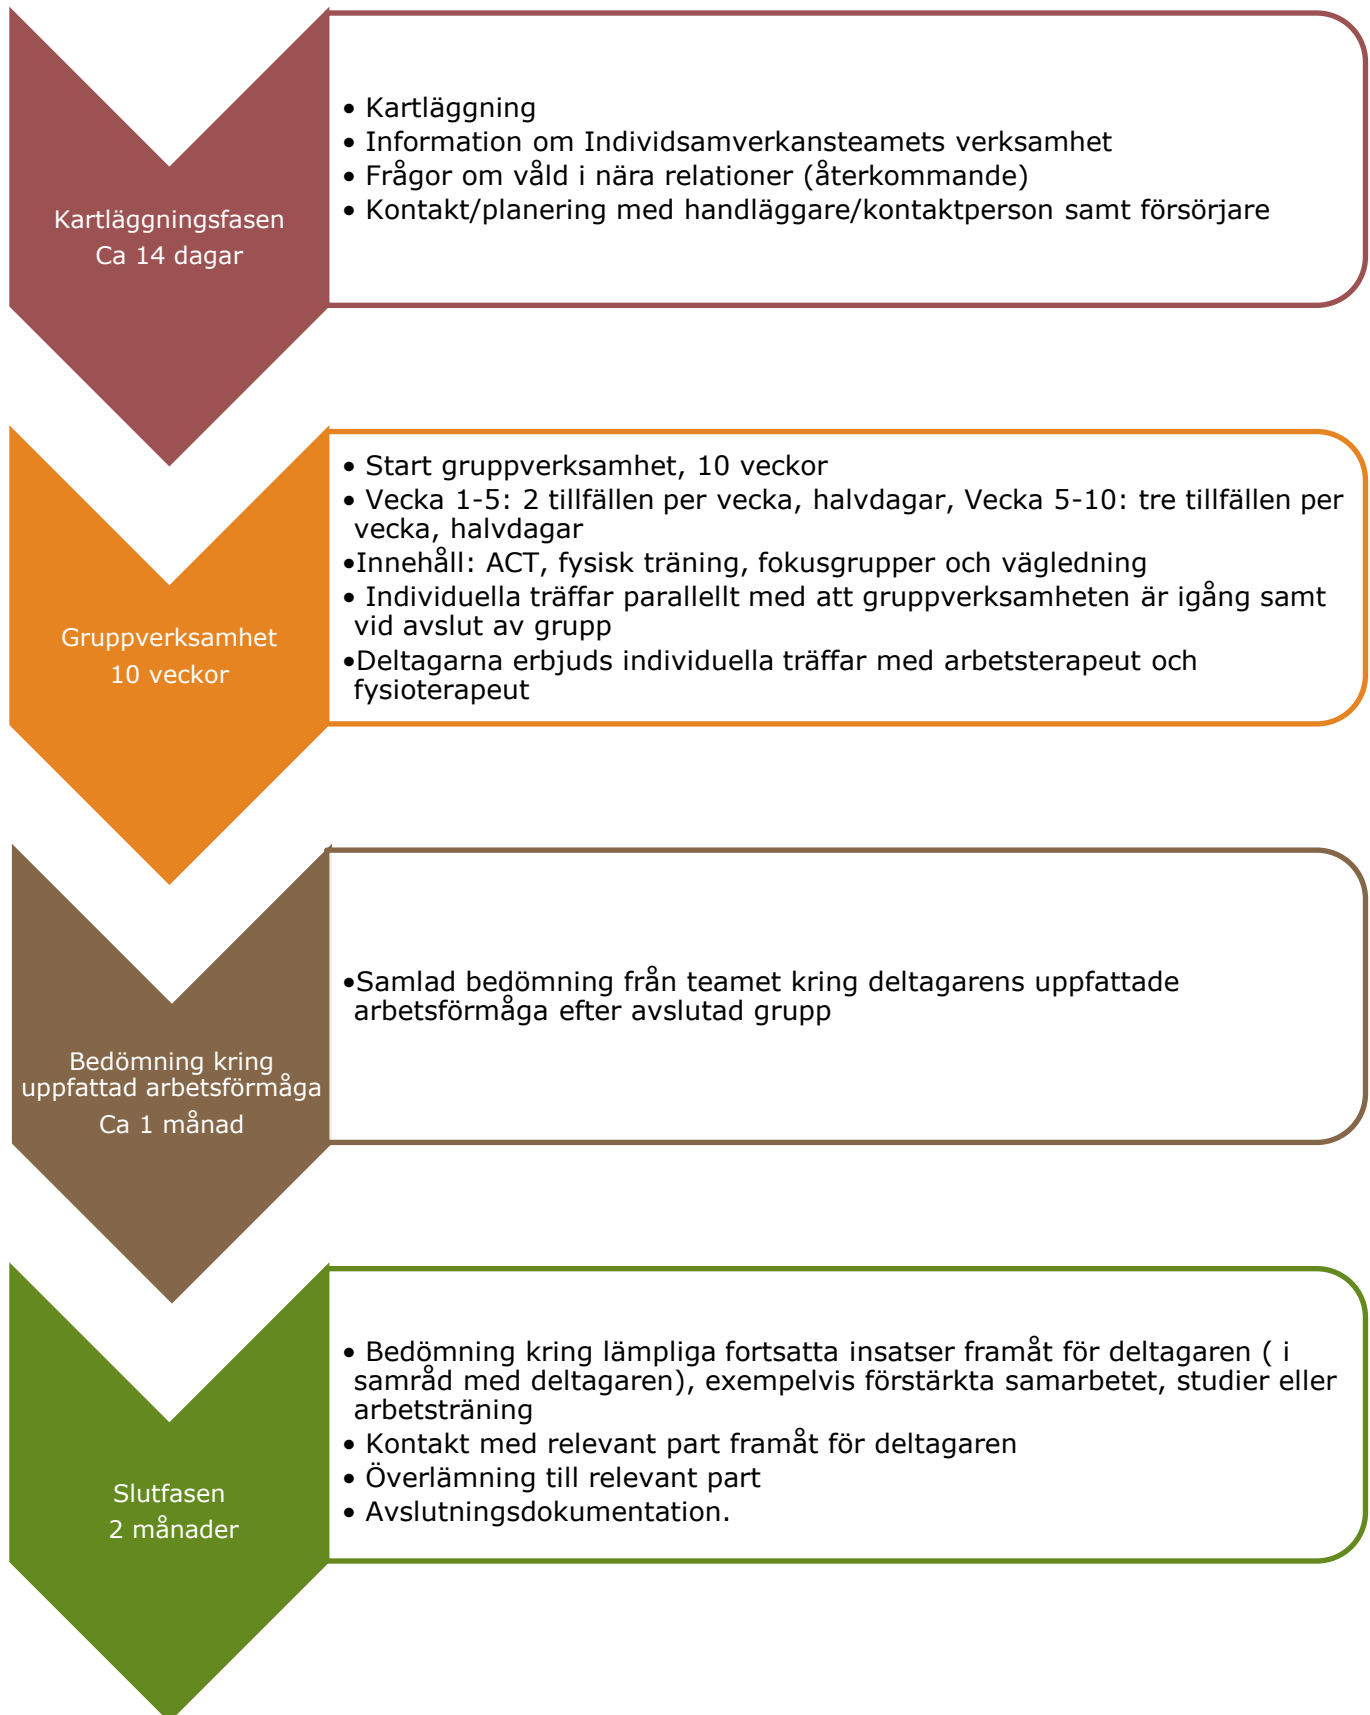 Kartläggningsfasen
Ca 14 dagar
• Kartläggning
• Information om Individsamverkansteamets verksamhet
• Frågor om våld i nära relationer (återkommande)
• Kontakt/planering med handläggare/kontaktperson samt försörjare
Gruppverksamhet
10 veckor
• Start gruppverksamhet, 10 veckor
• Vecka 1-5: 2 tillfällen per vecka, halvdagar, Vecka 5-10: tre tillfällen per
vecka, halvdagar
•Innehåll: ACT, fysisk träning, fokusgrupper och vägledning
• Individuella träffar parallellt med att gruppverksamheten är igång samt
vid avslut av grupp
•Deltagarna erbjuds individuella träffar med arbetsterapeut och
fysioterapeut
Bedömning kring
uppfattad arbetsförmåga
Ca 1 månad
•Samlad bedömning från teamet kring deltagarens uppfattade
arbetsförmåga efter avslutad grupp
Slutfasen
2 månader
• Bedömning kring lämpliga fortsatta insatser framåt för deltagaren ( i
samråd med deltagaren), exempelvis förstärkta samarbetet, studier eller
arbetsträning
• Kontakt med relevant part framåt för deltagaren
• Överlämning till relevant part
• Avslutningsdokumentation.